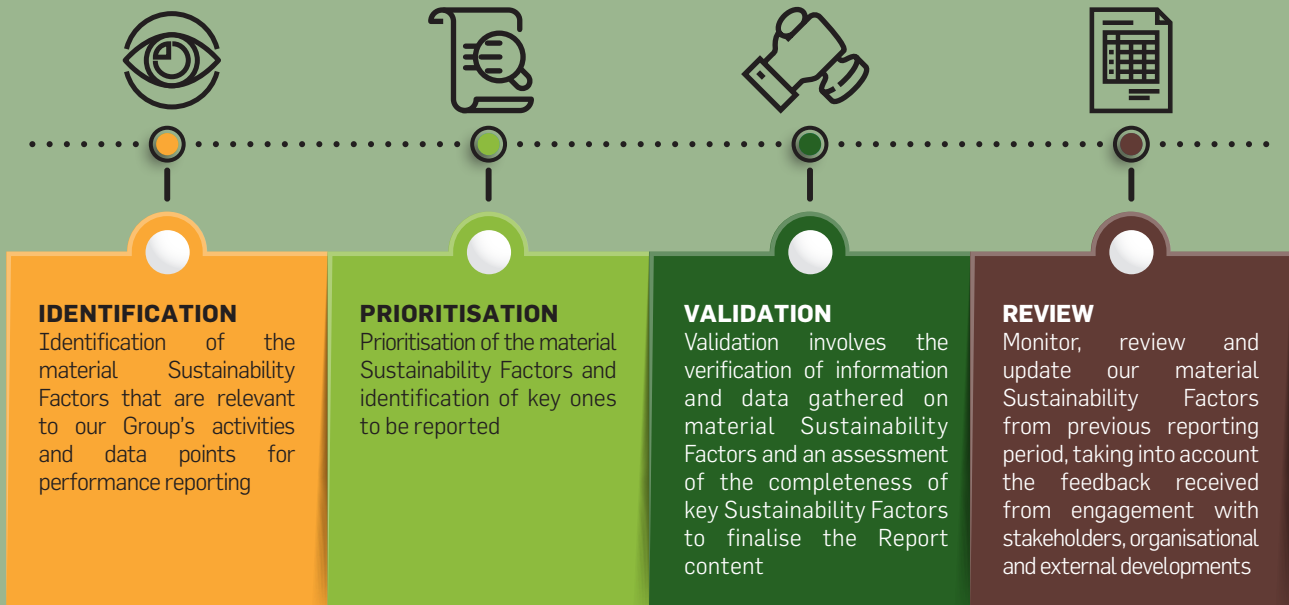 IDENTIFICATION
Identification of the
material Sustainability
Factors that are relevant
to our Group's activities
and data points for
performance reporting
PRIORITISATION
Prioritisation of the material
Sustainability Factors and
identification of key ones
to be reported
VALIDATION
Validation involves the
verification of information
and data gathered on
material Sustainability
Factors and an assessment
of the completeness of
key Sustainability Factors
to finalise the Report
content
REVIEW
Monitor, review and
update our material
Sustainability Factors
from previous reporting
period, taking into account
the feedback received
from engagement with
stakeholders, organisational
and external developments